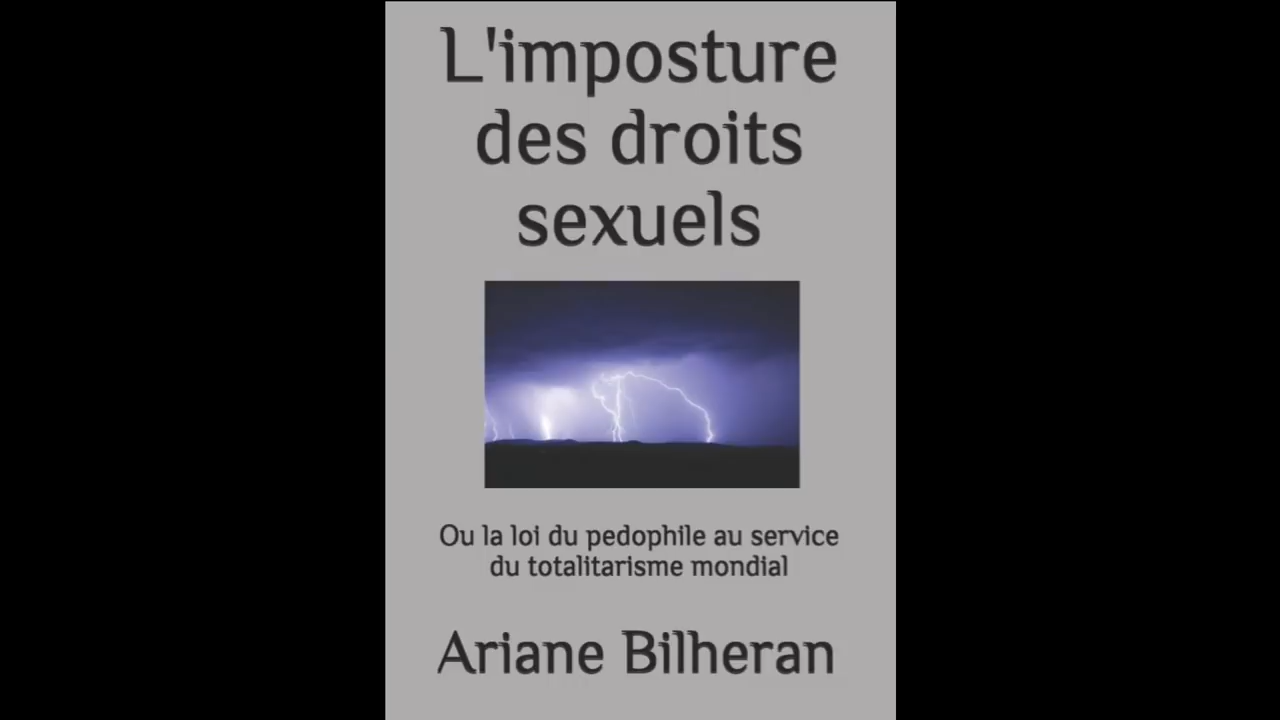 L'imposture
des droits
sexuels
Ou la loi du pedophile au service
du totalitarisme mondial
Ariane Bilheran